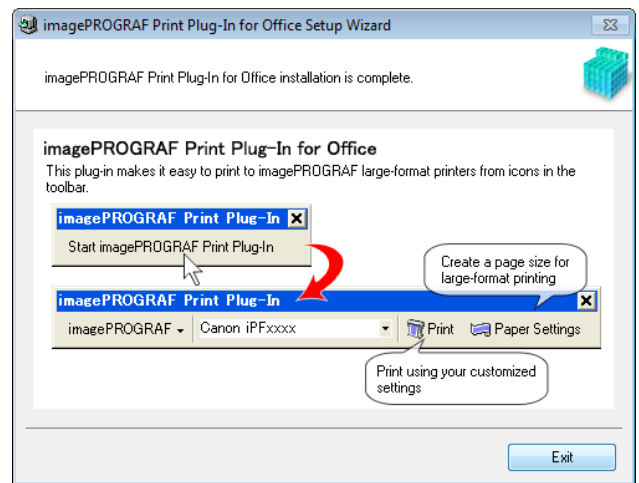 imagePROGRAF Print Plug-In for Office Setup Wizard
imagePROGRAF Print Plug-In for Office installation is complete.
imagePROGRAF Print Plug-In for Office
This plug-in makes it easy to print to imagePROGRAF large-format printers from icons in the
toolbar.
imagePROGRAF Print Plug-In
Start imagePROGRAF Print Plug-In
Create a page size for
large-format printing
imagePROGRAF Print Plug-In
imagePROGRAF Canon iPFxxxx Print Paper Settings
Print using your customized
settings
Exit